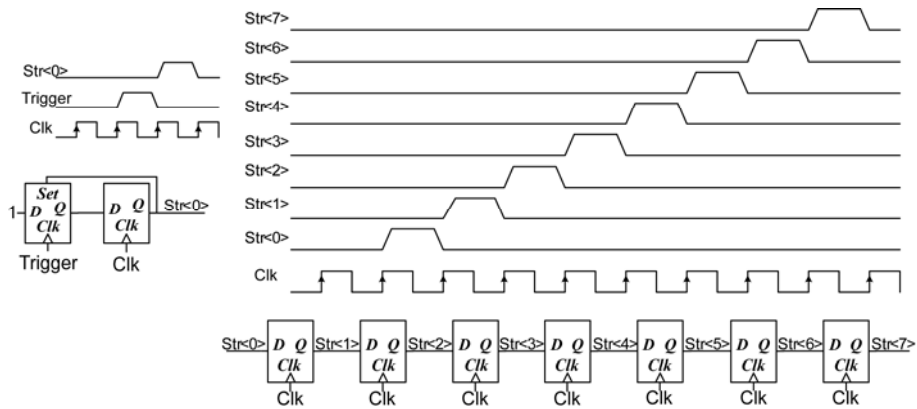 Str<0>
Trigger
Clk
Set
D Q
Clk
D Q
Clk
1
Str<0>
Trigger
Clk
Str<7>
Str<6>
Str<5>
Str<4>
Str<3>
Str<2>
Str<1>
Str<0>
Clk
Str<0> D Q Str<1> D Q Str<2> D Q Str<3> D Q Str<4> D Q Str<5> D Q Str<6> D Q Str<7>
Clk Clk Clk Clk Clk Clk Clk
Clk Clk Clk Clk Clk Clk Clk